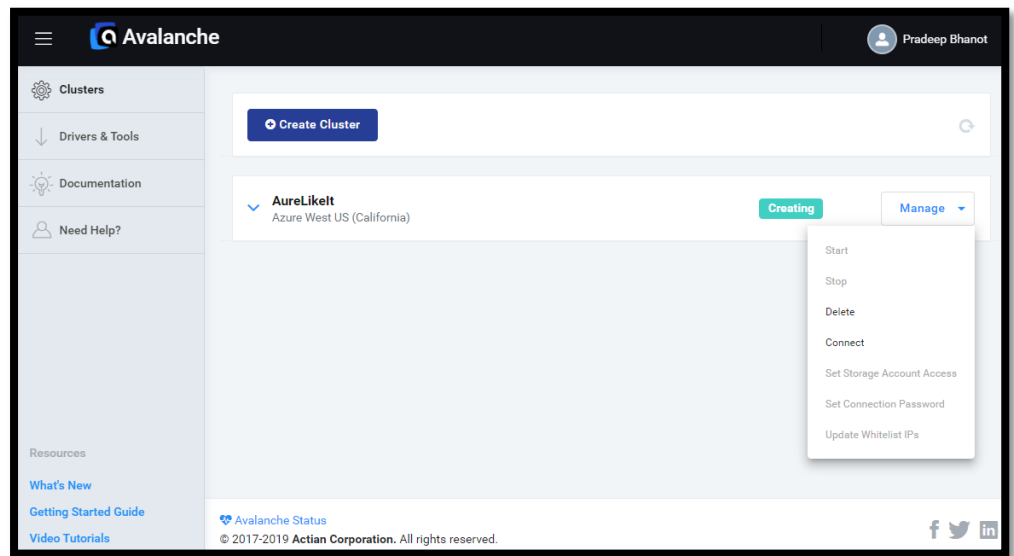 Avalanche
Pradeep Bhanot
Clusters
Drivers & Tools
Documentation
Need Help?
Create Cluster
AureLikeIt
Azure West US (California)
Creating
Manage
Start
Stop
Delete
Connect
Set Storage Account Access
Set Connection Password
Update Whitelist IPs
Resources
What's New
Getting Started Guide
Video Tutorials
Avalanche Status
© 2017-2019 Actian Corporation. All rights reserved.